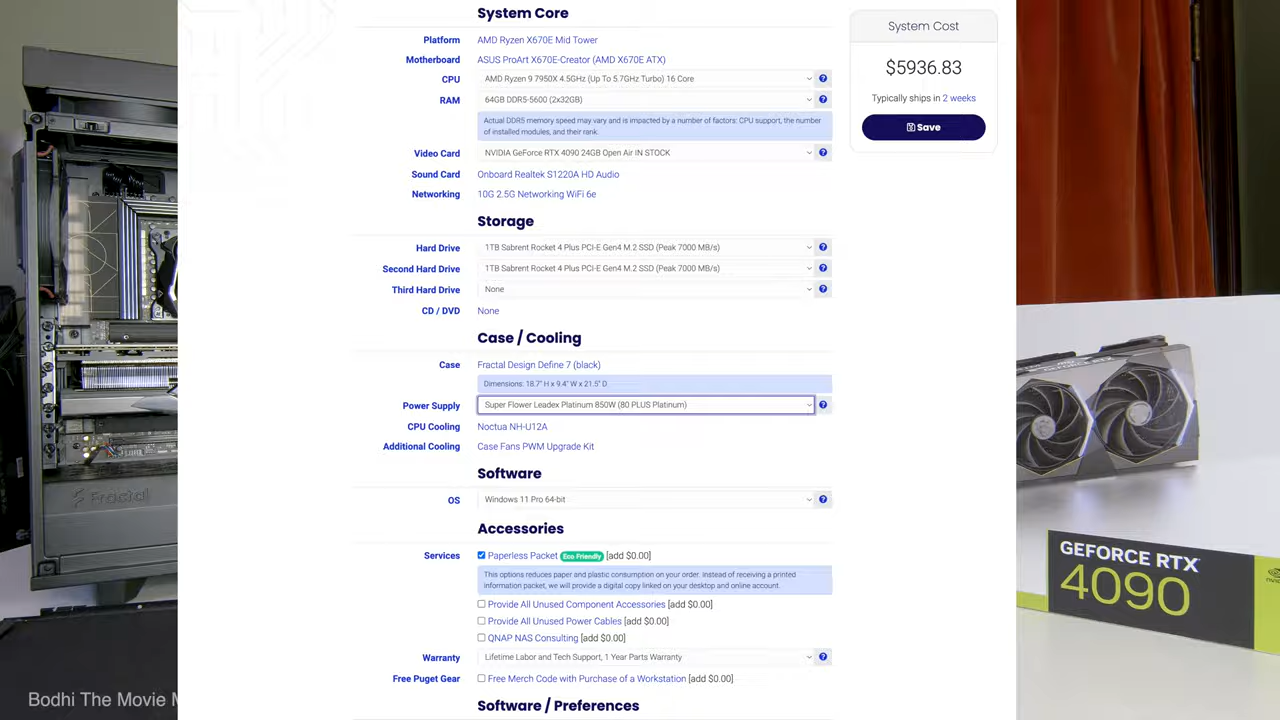 System Core
System Cost
Platform AMD Ryzen X670E Mid Tower
Motherboard ASUS ProArt X670E-Creator (AMD X670E ATX)
$5936.83
CPU AMD Ryzen 9 7950X 4.5GHz (Up To 5.7GHz Turbo) 16 Core
RAM 64GB DDR5-5600 (2x32GB)
Typically ships in 2 weeks
Save
Actual DDR5 memory speed may vary and is impacted by a number of factors: CPU support, the number
of installed modules, and their rank.
Video Card NVIDIA GeForce RTX 4090 24GB Open Air IN STOCK
Sound Card Onboard Realtek S1220A HD Audio
Networking 10G 2.5G Networking WiFi 6e
Storage
Hard Drive 1TB Sabrent Rocket 4 Plus PCI-E Gen4 M.2 SSD (Peak 7000 MB/s)
Second Hard Drive 1TB Sabrent Rocket 4 Plus PCI-E Gen4 M.2 SSD (Peak 7000 MB/s)
Third Hard Drive None
CD / DVD None
Case / Cooling
Case Fractal Design Define 7 (black)
Dimensions: 18.7" H x 9.4" W x 21.5" D
Power Supply Super Flower Leadex Platinum 850W (80 PLUS Platinum)
CPU Cooling Noctua NH-U12A
Additional Cooling Case Fans PWM Upgrade Kit
Software
OS Windows 11 Pro 64-bit
Accessories
Services Paperless Packet Eco Friendly [add $0.00]
This options reduces paper and plastic consumption on your order. Instead of receiving a printed
information packet, we will provide a digital copy linked on your desktop and online account.
Provide All Unused Component Accessories [add $0.00]
Provide All Unused Power Cables [add $0.00]
QNAP NAS Consulting [add $0.00]
Warranty Lifetime Labor and Tech Support, 1 Year Parts Warranty
Free Puget Gear Free Merch Code with Purchase of a Workstation [add $0.00]
Software / Preferences
Fractal
GEFORCE RTX
4090
Bodhi The Movie M